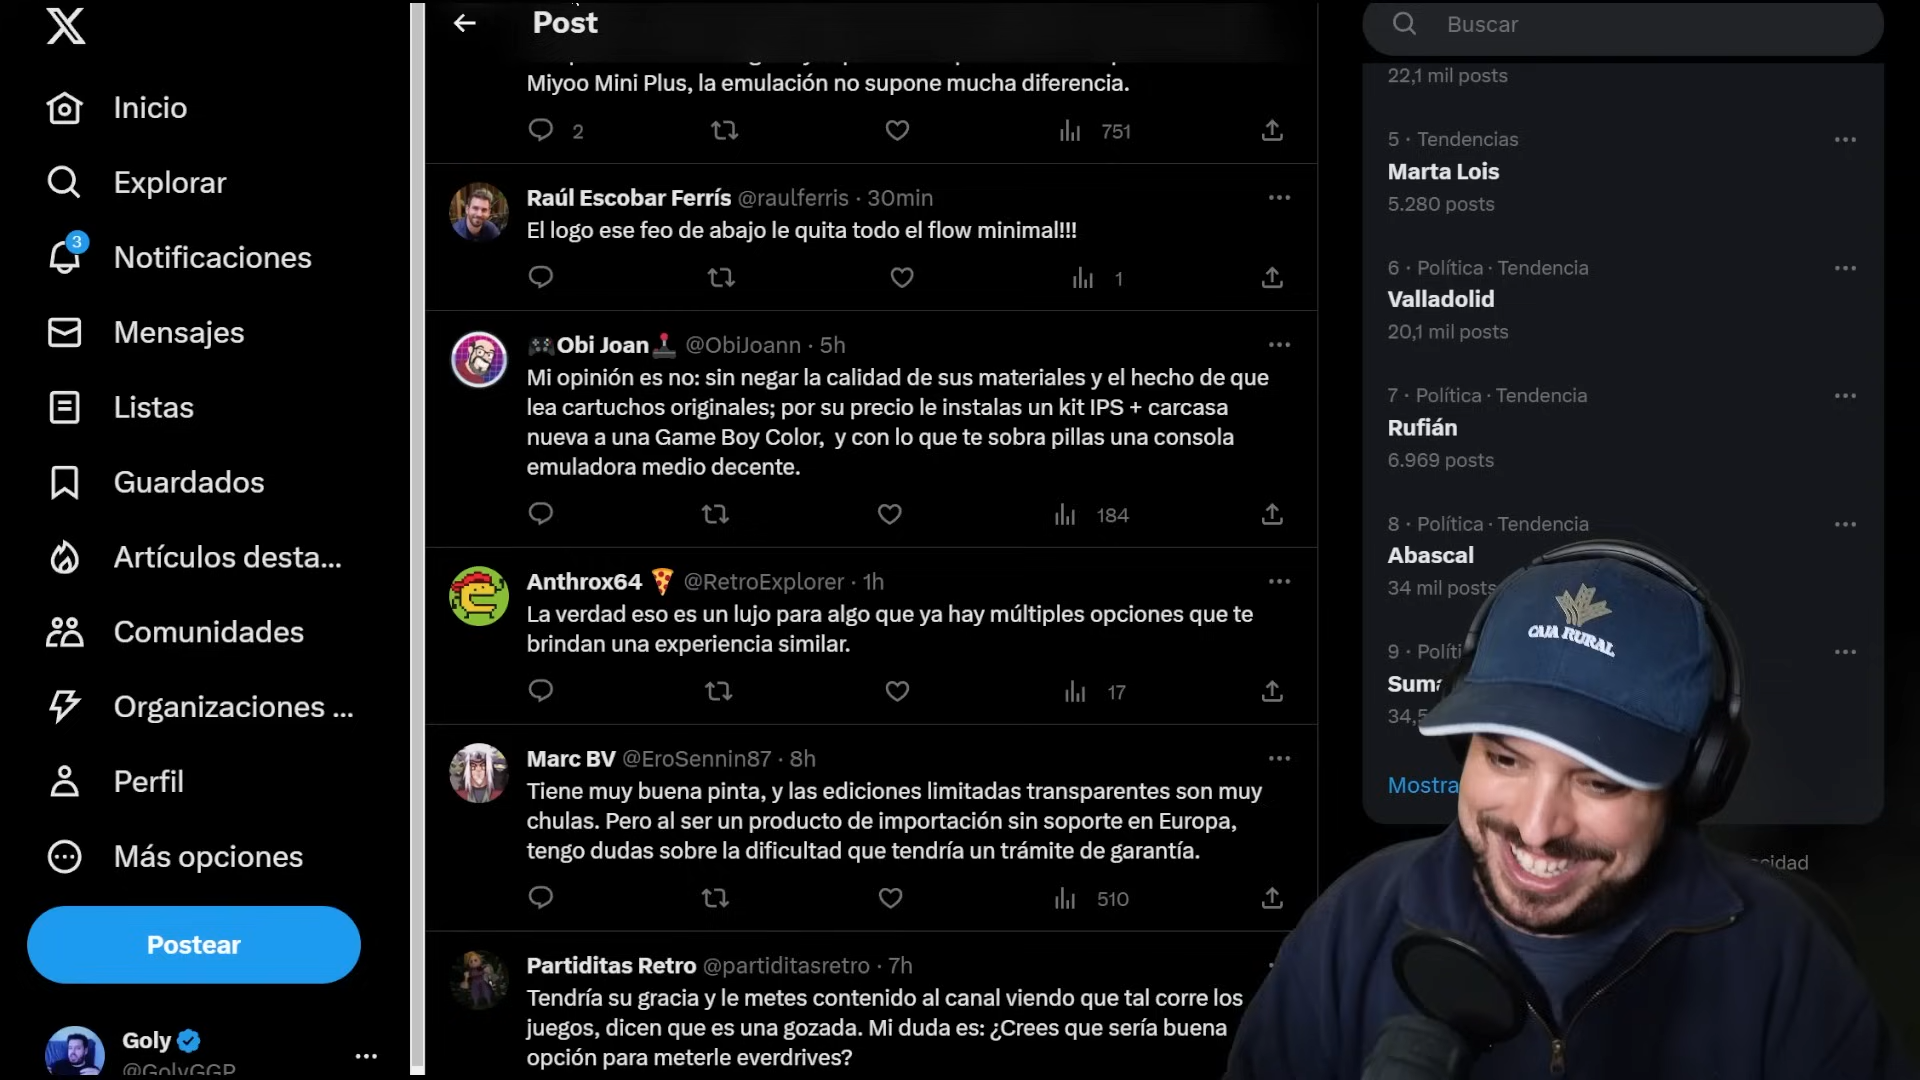 Inicio
Explorar
3
Notificaciones
Mensajes
Listas
Guardados
Artículos desta...
Comunidades
Organizaciones ...
Perfil
Más opciones
Postear
Goly
@GolyGGP
Post
Miyoo Mini Plus, la emulación no supone mucha diferencia.
2 751
Raúl Escobar Ferrís @raulferris · 30min
El logo ese feo de abajo le quita todo el flow minimal!!!
1
Obi Joan @ObiJoann · 5h
Mi opinión es no: sin negar la calidad de sus materiales y el hecho de que
lea cartuchos originales; por su precio le instalas un kit IPS + carcasa
nueva a una Game Boy Color, y con lo que te sobra pillas una consola
emuladora medio decente.
184
Anthrox64 @RetroExplorer · 1h
La verdad eso es un lujo para algo que ya hay múltiples opciones que te
brindan una experiencia similar.
17
Marc BV @EroSennin87 · 8h
Tiene muy buena pinta, y las ediciones limitadas transparentes son muy
chulas. Pero al ser un producto de importación sin soporte en Europa,
tengo dudas sobre la dificultad que tendría un trámite de garantía.
510
Partiditas Retro @partiditasretro · 7h
Tendría su gracia y le metes contenido al canal viendo que tal corre los
juegos, dicen que es una gozada. Mi duda es: ¿Crees que sería buena
opción para meterle everdrives?
Buscar
22,1 mil posts
5 · Tendencias
Marta Lois
5.280 posts
6 · Política · Tendencia
Valladolid
20,1 mil posts
7 · Política · Tendencia
Rufián
6.969 posts
8 · Política · Tendencia
Abascal
34 mil posts
9 · Políti
Suma
34,5
Mostra
acidad
CAJA RURAL